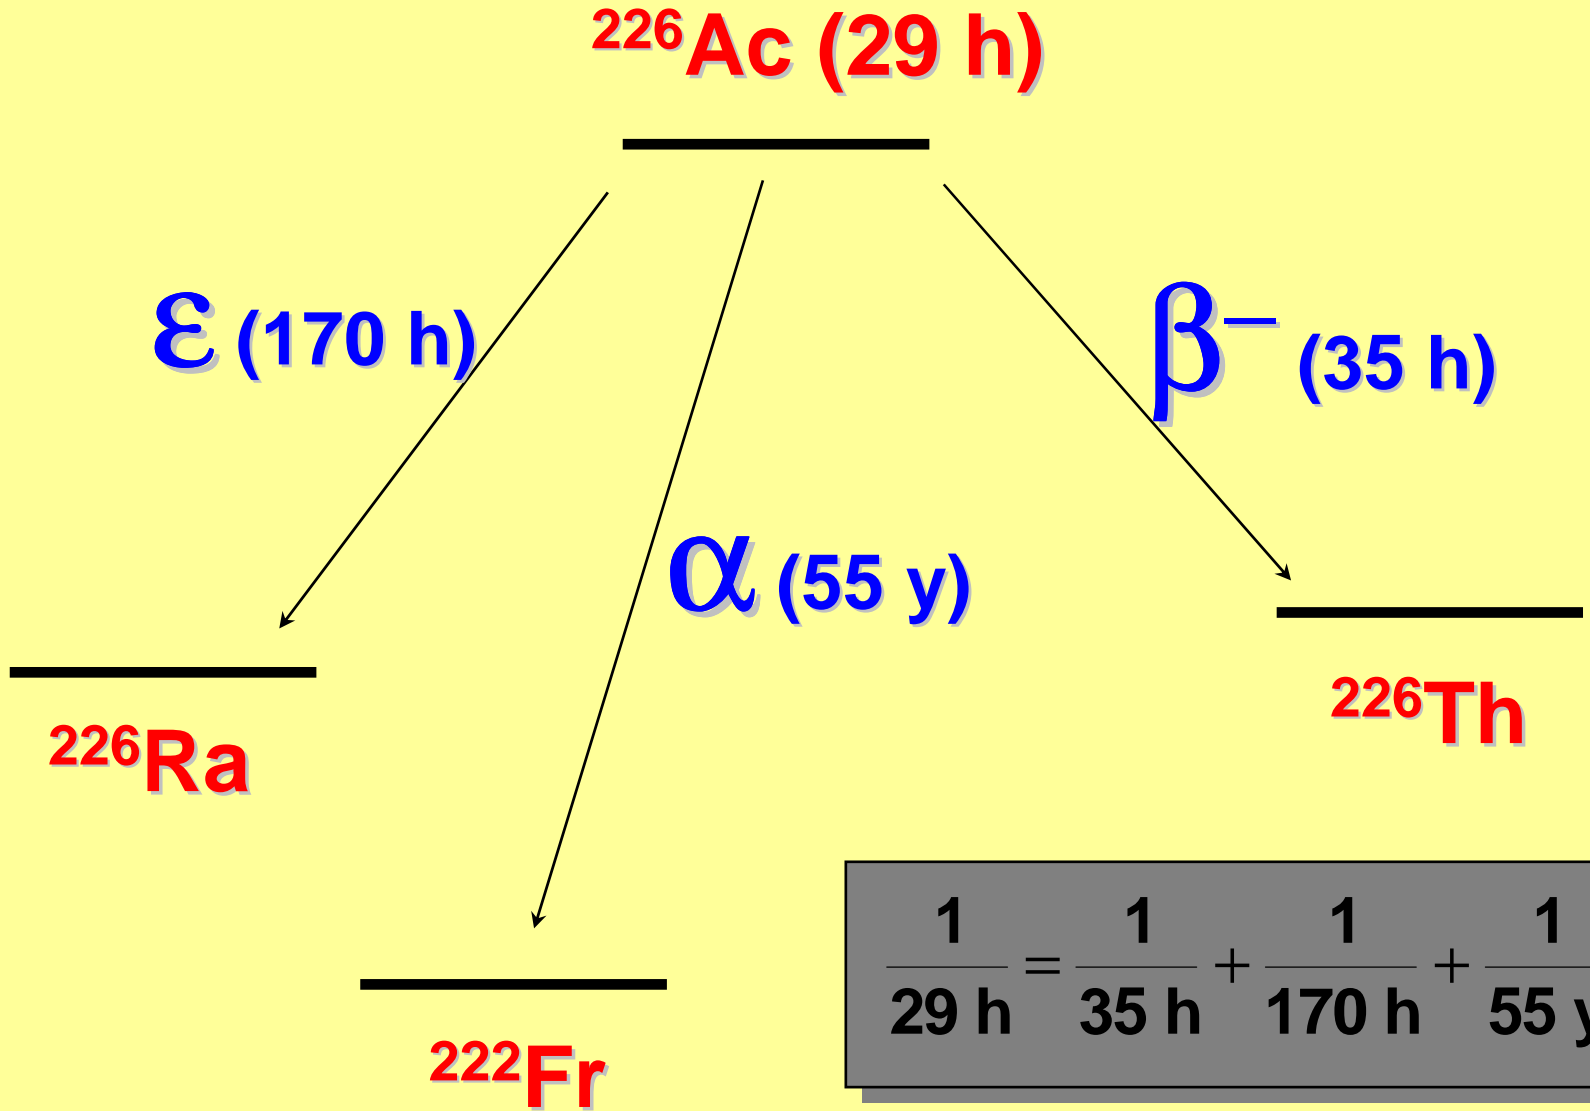 ²²⁶Ac (29 h)
ε (170 h)
β⁻ (35 h)
α (55 y)
²²⁶Ra
²²⁶Th
²²²Fr
1/29 h = 1/35 h + 1/170 h + 1/55 y